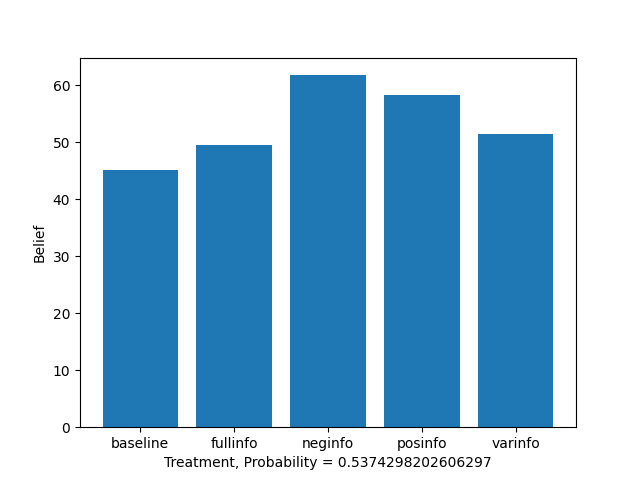 60
50
40
30
20
10
0
Belief
baseline fullinfo neginfo posinfo varinfo
Treatment, Probability = 0.5374298202606297